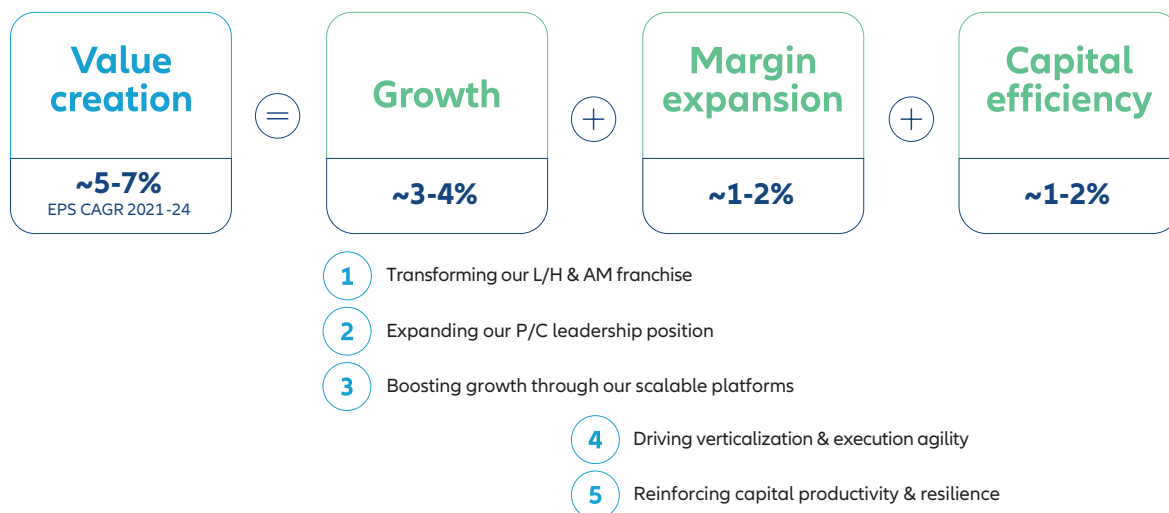 Value
creation
=
Growth
+
Margin
expansion
+
Capital
efficiency
~5-7%
EPS CAGR 2021-24
~3-4%
~1-2%
~1-2%
1 Transforming our L/H & AM franchise
2 Expanding our P/C leadership position
3 Boosting growth through our scalable platforms
4 Driving verticalization & execution agility
5 Reinforcing capital productivity & resilience